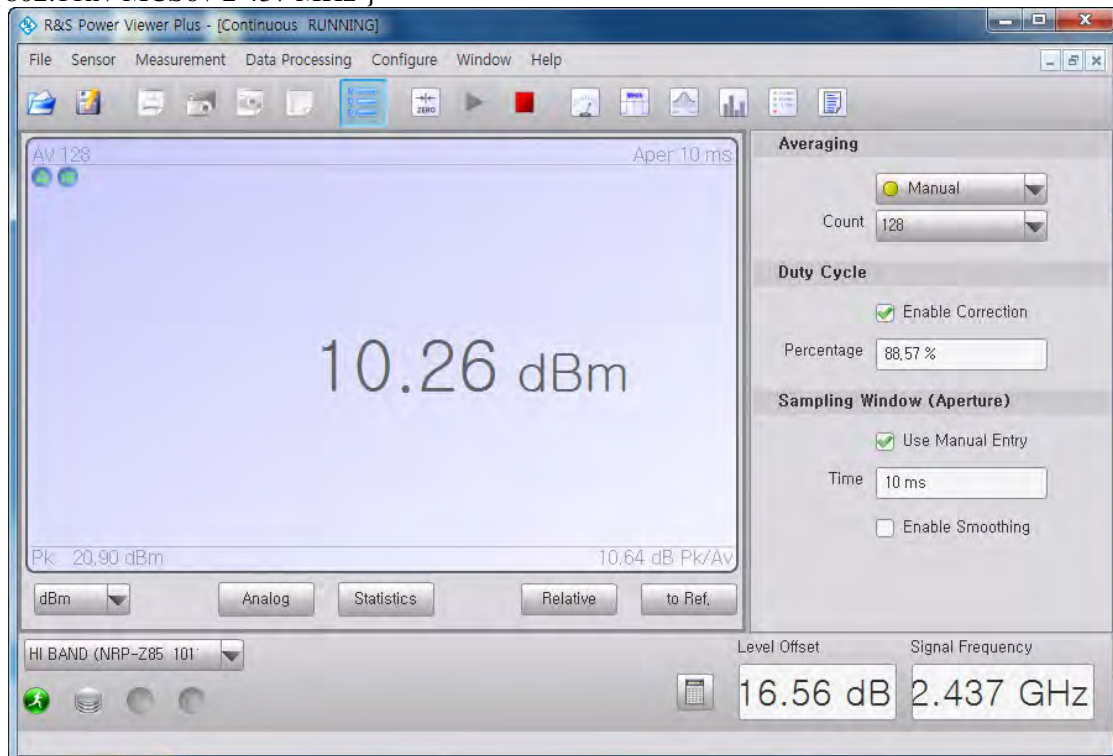 R&S Power Viewer Plus - [Continuous RUNNING]
File Sensor Measurement Data Processing Configure Window Help
ZERO
AV 128 Aper 10 ms
10.26 dBm
Pk: 20,90 dBm 10,64 dB Pk/Av
dBm Analog Statistics Relative to Ref,
Averaging
Manual
Count 128
Duty Cycle
Enable Correction
Percentage 88,57 %
Sampling Window (Aperture)
Use Manual Entry
Time 10 ms
Enable Smoothing
HI BAND (NRP-Z85 101
Level Offset Signal Frequency
16.56 dB 2.437 GHz